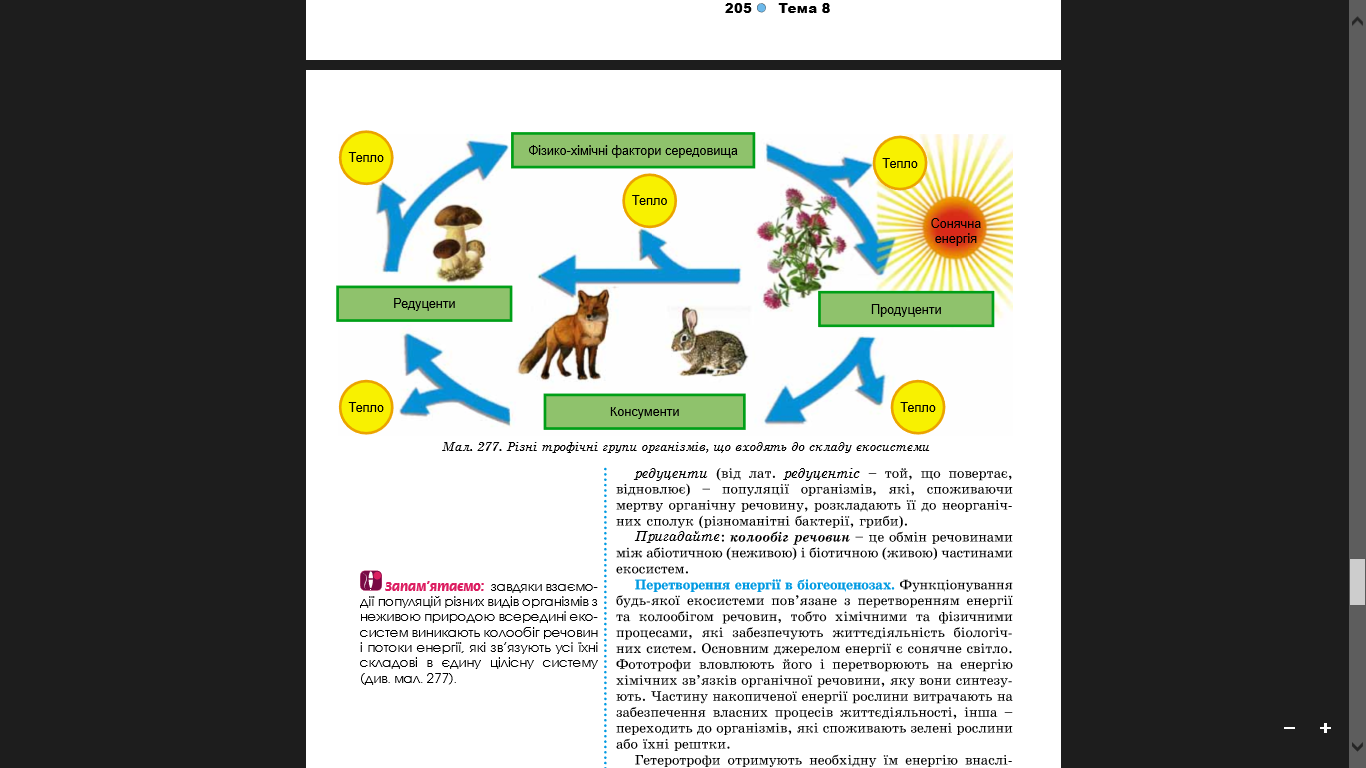 205 Тема 8
Тепло
Фізико-хімічні фактори середовища
Тепло
Тепло
Сонячна
енергія
Редуценти
Продуценти
Тепло
Консументи
Тепло
Мал. 277. Різні трофічні групи організмів, що входять до складу екосистеми
редуценти (від лат. редуцентіс – той, що повертає,
відновлює) – популяції організмів, які, споживаючи
мертву органічну речовину, розкладають її до неорганіч-
них сполук (різноманітні бактерії, гриби).
Пригадайте: колообіг речовин – це обмін речовинами
між абіотичною (неживою) і біотичною (живою) частинами
екосистем.
Запам'ятаємо: завдяки взаємо-
дії популяцій різних видів організмів з
неживою природою всередині еко-
систем виникають колообіг речовин
і потоки енергії, які зв'язують усі їхні
складові в єдину цілісну систему
(див. мал. 277).
Перетворення енергії в біогеоценозах. Функціонування
будь-якої екосистеми пов'язане з перетворенням енергії
та колообігом речовин, тобто хімічними та фізичними
процесами, які забезпечують життєдіяльність біологіч-
них систем. Основним джерелом енергії є сонячне світло.
Фототрофи вловлюють його і перетворюють на енергію
хімічних зв'язків органічної речовини, яку вони синтезу-
ють. Частину накопиченої енергії рослини витрачають на
забезпечення власних процесів життєдіяльності, інша –
переходить до організмів, які споживають зелені рослини
або їхні рештки.
Гетеротрофи отримують необхідну їм енергію внаслі-